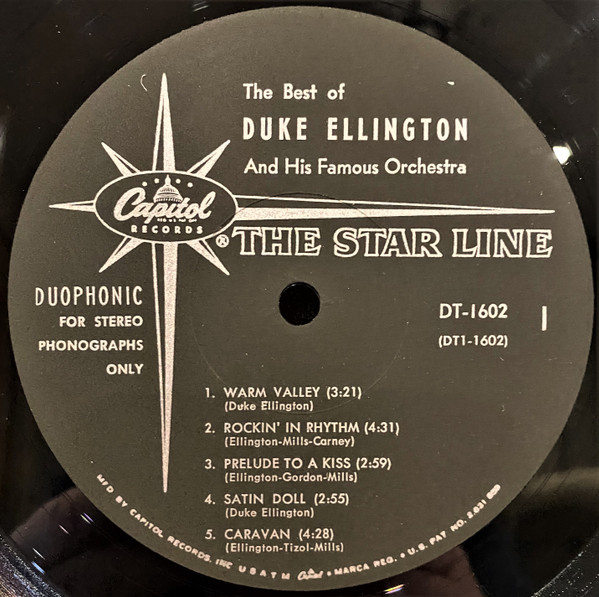 The Best of
DUKE ELLINGTON
And His Famous Orchestra
Capitol
RECORDS
®
THE STAR LINE
DUOPHONIC
FOR STEREO
PHONOGRAPHS
ONLY
DT-1602
(DT1-1602)
I
1. WARM VALLEY (3:21)
(Duke Ellington)
2. ROCKIN' IN RHYTHM (4:31)
(Ellington-Mills-Carney)
3. PRELUDE TO A KISS (2:59)
(Ellington-Gordon-Mills)
4. SATIN DOLL (2:55)
(Duke Ellington)
5. CARAVAN (4:28)
(Ellington-Tizol-Mills)
MFD BY CAPITOL RECORDS, INC U S A T M Capitol • MARCA REG. • U.S. PAT NO. 2,631